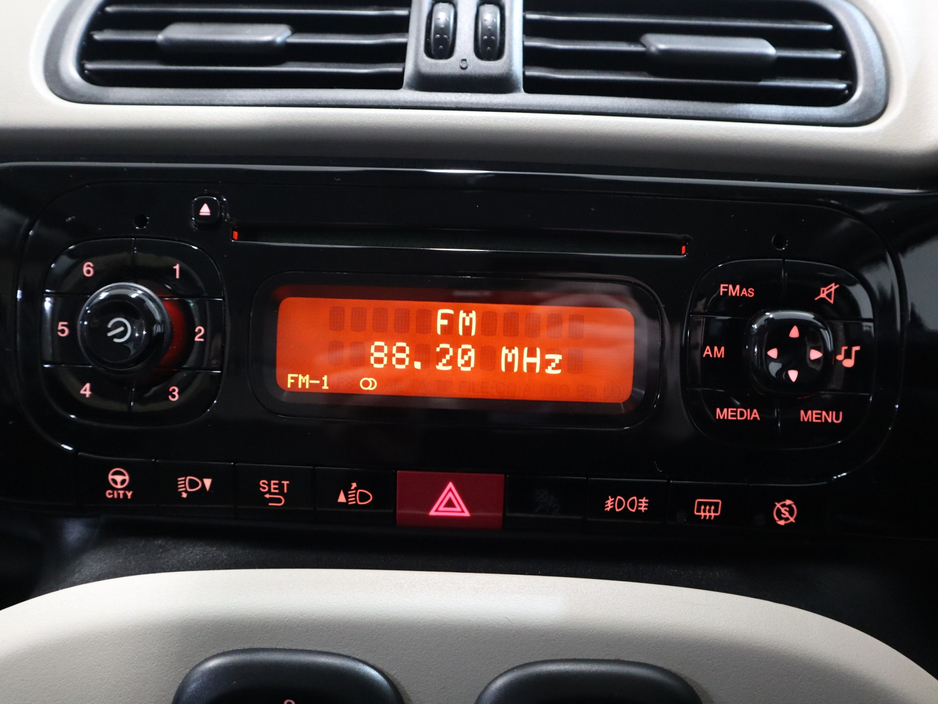 6 1
5 2
4 3
FM
88.20 MHz
FM-1
FMAS
AM
MEDIA MENU
CITY
SET